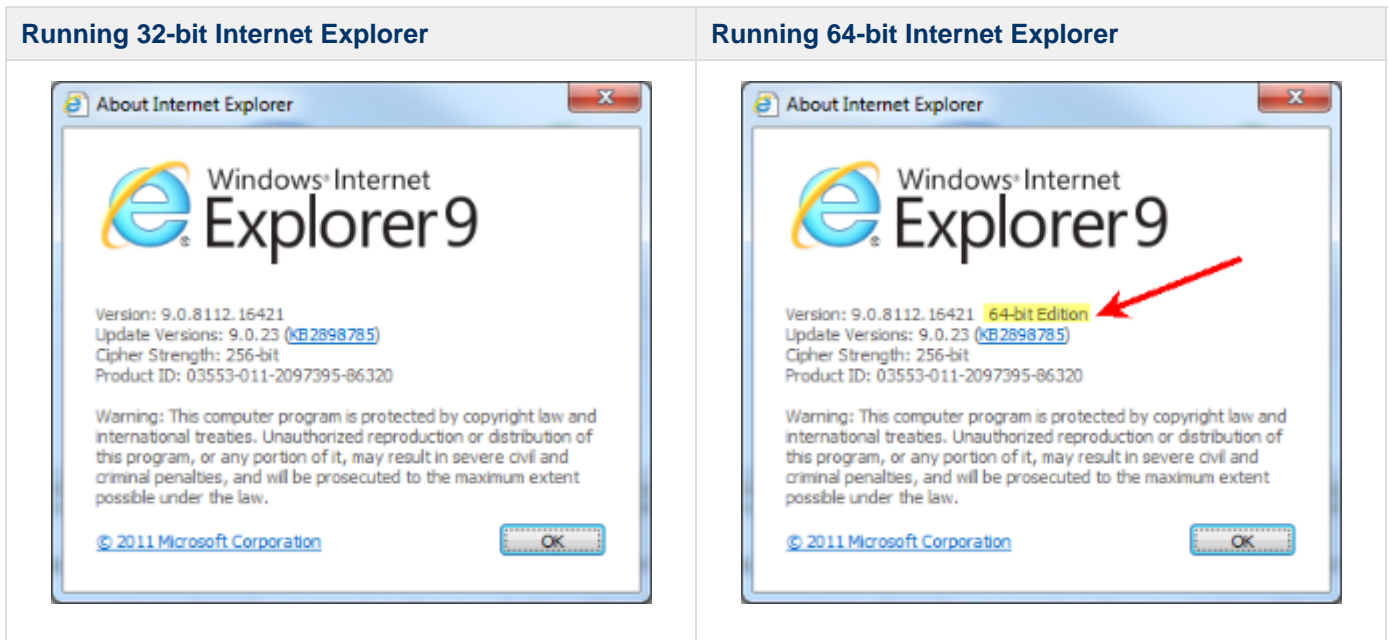 Running 32-bit Internet Explorer
About Internet Explorer
Windows® Internet
Explorer 9
Version: 9.0.8112.16421
Update Versions: 9.0.23 (KB2898785)
Cipher Strength: 256-bit
Product ID: 03553-011-2097395-86320
Warning: This computer program is protected by copyright law and
international treaties. Unauthorized reproduction or distribution of
this program, or any portion of it, may result in severe civil and
criminal penalties, and will be prosecuted to the maximum extent
possible under the law.
© 2011 Microsoft Corporation
OK
Running 64-bit Internet Explorer
About Internet Explorer
Windows® Internet
Explorer 9
Version: 9.0.8112.16421 64-bit Edition
Update Versions: 9.0.23 (KB2898785)
Cipher Strength: 256-bit
Product ID: 03553-011-2097395-86320
Warning: This computer program is protected by copyright law and
international treaties. Unauthorized reproduction or distribution of
this program, or any portion of it, may result in severe civil and
criminal penalties, and will be prosecuted to the maximum extent
possible under the law.
© 2011 Microsoft Corporation
OK